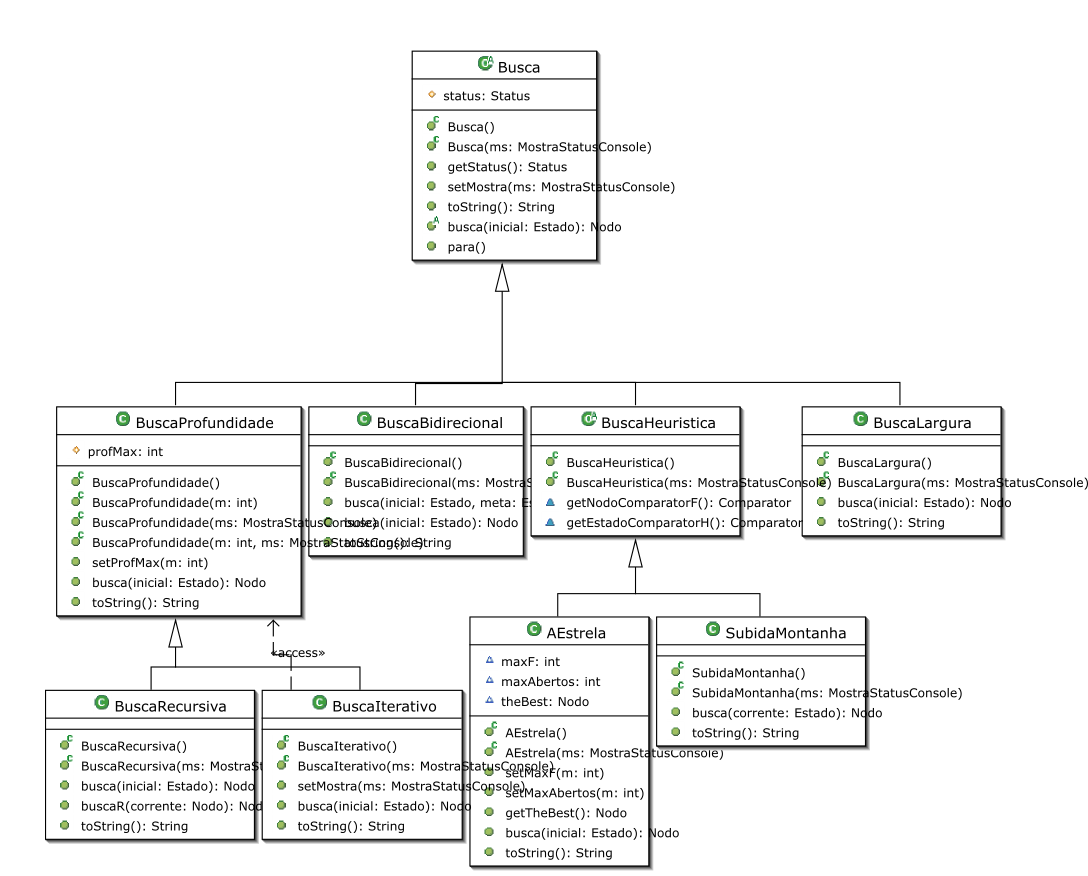 Busca
status: Status
Busca()
Busca(ms: MostraStatusConsole)
getStatus(): Status
setMostra(ms: MostraStatusConsole)
toString(): String
busca(inicial: Estado): Nodo
para()
BuscaProfundidade
profMax: int
BuscaProfundidade()
BuscaProfundidade(m: int)
BuscaProfundidade(ms: MostraStatusConsole)
BuscaProfundidade(m: int, ms: MostraStatusConsole)
setProfMax(m: int)
busca(inicial: Estado): Nodo
toString(): String
BuscaBidirecional
BuscaBidirecional()
BuscaBidirecional(ms: MostraS
busca(inicial: Estado, meta: Es
busca(inicial: Estado): Nodo
toString(): String
BuscaHeuristica
BuscaHeuristica()
BuscaHeuristica(ms: MostraStatusConsole)
getNodoComparatorF(): Comparator
getEstadoComparatorH(): Comparator
BuscaLargura
BuscaLargura()
BuscaLargura(ms: MostraStatusConsole)
busca(inicial: Estado): Nodo
toString(): String
«access»
BuscaRecursiva
BuscaRecursiva()
BuscaRecursiva(ms: MostraSt
busca(inicial: Estado): Nodo
buscaR(corrente: Nodo): Nod
toString(): String
BuscaIterativo
BuscaIterativo()
BuscaIterativo(ms: MostraStatusConsole)
setMostra(ms: MostraStatusConsole)
busca(inicial: Estado): Nodo
toString(): String
AEstrela
maxF: int
maxAbertos: int
theBest: Nodo
AEstrela()
AEstrela(ms: MostraStatusConsole)
setMaxF(m: int)
setMaxAbertos(m: int)
getTheBest(): Nodo
busca(inicial: Estado): Nodo
toString(): String
SubidaMontanha
SubidaMontanha()
SubidaMontanha(ms: MostraStatusConsole)
busca(corrente: Estado): Nodo
toString(): String